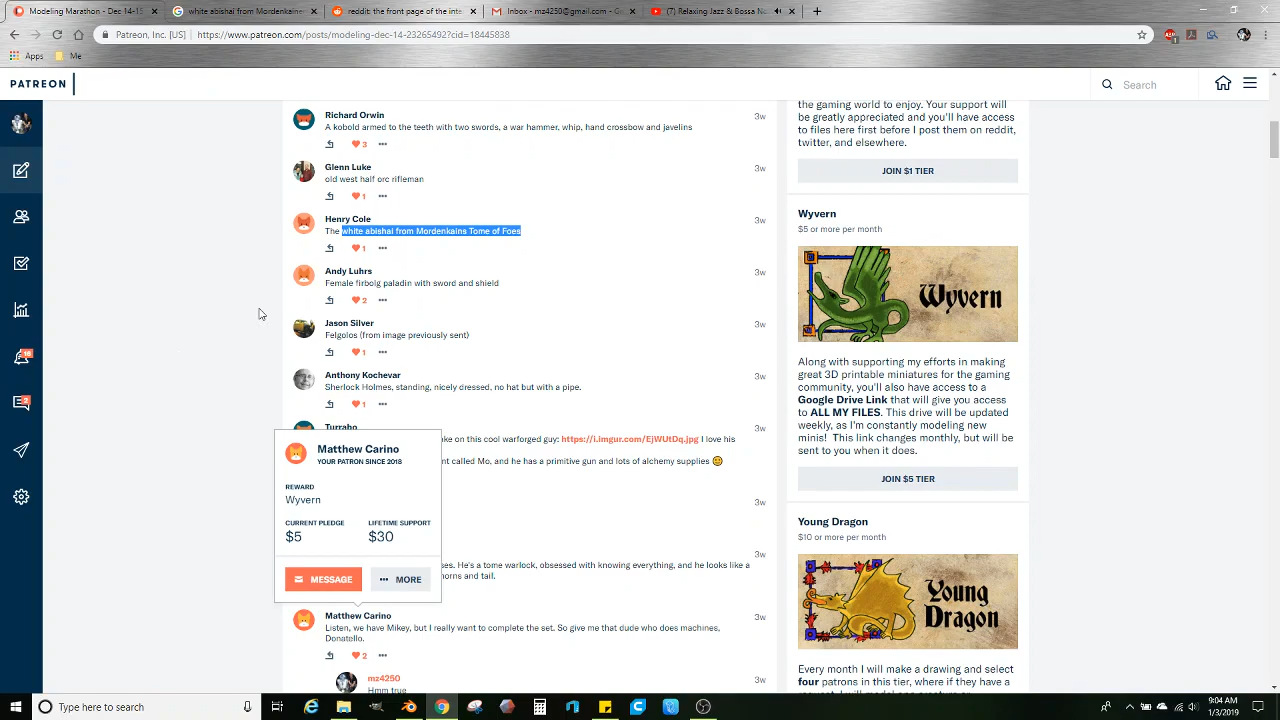 Modeling Marathon - Dec 14-1
white abishai from Mordenkain
Reddit - front page of the inte
Inbox - mz4250@gmail.com - G
(7) Relaxing Jazz & Bossa No
Patreon, Inc. [US] | https://www.patreon.com/posts/modeling-dec-14-23265492?cid=18445838
Apps
Me
PATREON
Search
Richard Orwin
3w
A kobold armed to the teeth with two swords, a war hammer, whip, hand crossbow and javelins
3
Glenn Luke
3w
old west half orc rifleman
1
Henry Cole
3w
The white abishai from Mordenkains Tome of Foes
1
Andy Luhrs
3w
Female firbolg paladin with sword and shield
2
Jason Silver
3w
Felgolos (from image previously sent)
1
Anthony Kochevar
3w
Sherlock Holmes, standing, nicely dressed, no hat but with a pipe.
1
Turraho
3w
ke on this cool warforged guy: https://i.imgur.com/EjWUtDq.jpg I love his
nt called Mo, and he has a primitive gun and lots of alchemy supplies
3w
3w
ses. He's a teeme warlock, obsessed with knowing everything, and he looks like a
horns and tail.
Matthew Carino
YOUR PATRON SINCE 2018
REWARD
Wyvern
CURRENT PLEDGE
LIFETIME SUPPORT
$5
$30
MESSAGE
MORE
Matthew Carino
3w
Listen, we have Mikey, but I really want to complete the set. So give me that dude who does machines,
Donatello.
2
mz4250
3w
Hmm true
the gaming world to enjoy. Your support will
be greatly appreciated and you'll have access
to files here first before I post them on reddit,
twitter, and elsewhere.
JOIN $1 TIER
Wyvern
$5 or more per month
Wyvern
Along with supporting my efforts in making
great 3D printable miniatures for the gaming
community, you'll also have access to a
Google Drive Link that will give you access
to ALL MY FILES. This drive will be updated
weekly, as I'm constantly modeling new
minis! This link changes monthly, but will be
sent to you when it does.
JOIN $5 TIER
Young Dragon
$10 or more per month
Young
Dragon
Every month I will make a drawing and select
four patrons in this tier, where if they have a
16
2
Type here to search
9:04 AM
1/3/2019